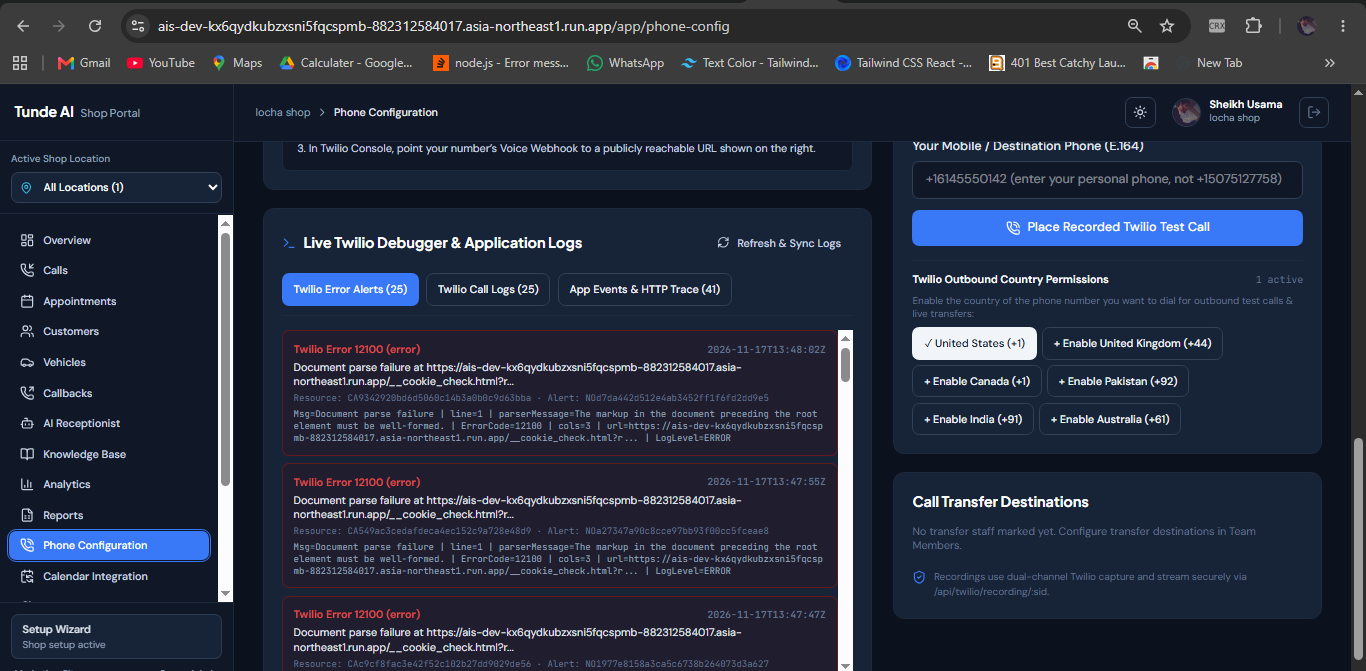 ais-dev-kx6qydkubzxsni5fqcspmb-882312584017.asia-northeast1.run.app/app/phone-config
CRX
Gmail
YouTube
Maps
Calculater - Google...
node.js - Error mess...
WhatsApp
Text Color - Tailwind...
Tailwind CSS React -...
401 Best Catchy Lau...
New Tab
Tunde AI Shop Portal
locha shop > Phone Configuration
Sheikh Usama
locha shop
Active Shop Location
All Locations (1)
Overview
Calls
Appointments
Customers
Vehicles
Callbacks
AI Receptionist
Knowledge Base
Analytics
Reports
Phone Configuration
Calendar Integration
Setup Wizard
Shop setup active
3. In Twilio Console, point your number's Voice Webhook to a publicly reachable URL shown on the right.
Live Twilio Debugger & Application Logs
Refresh & Sync Logs
Twilio Error Alerts (25)
Twilio Call Logs (25)
App Events & HTTP Trace (41)
Twilio Error 12100 (error)
2026-11-17T13:48:02Z
Document parse failure at https://ais-dev-kx6qydkubzxsni5fqcspmb-882312584017.asia-
northeast1.run.app/__cookie_check.html?r...
Resource: CA9342920bd6d5060c14b3a0b0c9d63bba · Alert: NOd7da442d512e4ab3452ff1f6fd2dd9e5
Msg=Document parse failure | line=1 | parserMessage=The markup in the document preceding the root
element must be well-formed. | ErrorCode=12100 | cols=3 | url=https://ais-dev-kx6qydkubzxsni5fqcsp
mb-882312584017.asia-northeast1.run.app/__cookie_check.html?r... | LogLevel=ERROR
Twilio Error 12100 (error)
2026-11-17T13:47:55Z
Document parse failure at https://ais-dev-kx6qydkubzxsni5fqcspmb-882312584017.asia-
northeast1.run.app/__cookie_check.html?r...
Resource: CA549ac3cedafdeca4ec152c9a728e48d9 · Alert: NOa27347a90c8cce97bb93f00cc5fceae8
Msg=Document parse failure | line=1 | parserMessage=The markup in the document preceding the root
element must be well-formed. | ErrorCode=12100 | cols=3 | url=https://ais-dev-kx6qydkubzxsni5fqcsp
mb-882312584017.asia-northeast1.run.app/__cookie_check.html?r... | LogLevel=ERROR
Twilio Error 12100 (error)
2026-11-17T13:47:47Z
Document parse failure at https://ais-dev-kx6qydkubzxsni5fqcspmb-882312584017.asia-
northeast1.run.app/__cookie_check.html?r...
Resource: CAc9cf8fac3e42f52c102b27dd9029de56 · Alert: NO1977e8158a3ca5c6738b264073d3a627
Your Mobile / Destination Phone (E.164)
+16145550142 (enter your personal phone, not +15075127758)
Place Recorded Twilio Test Call
Twilio Outbound Country Permissions
1 active
Enable the country of the phone number you want to dial for outbound test calls &
live transfers:
✓ United States (+1)
+ Enable United Kingdom (+44)
+ Enable Canada (+1)
+ Enable Pakistan (+92)
+ Enable India (+91)
+ Enable Australia (+61)
Call Transfer Destinations
No transfer staff marked yet. Configure transfer destinations in Team
Members.
Recordings use dual-channel Twilio capture and stream securely via
/api/twilio/recording/:sid.